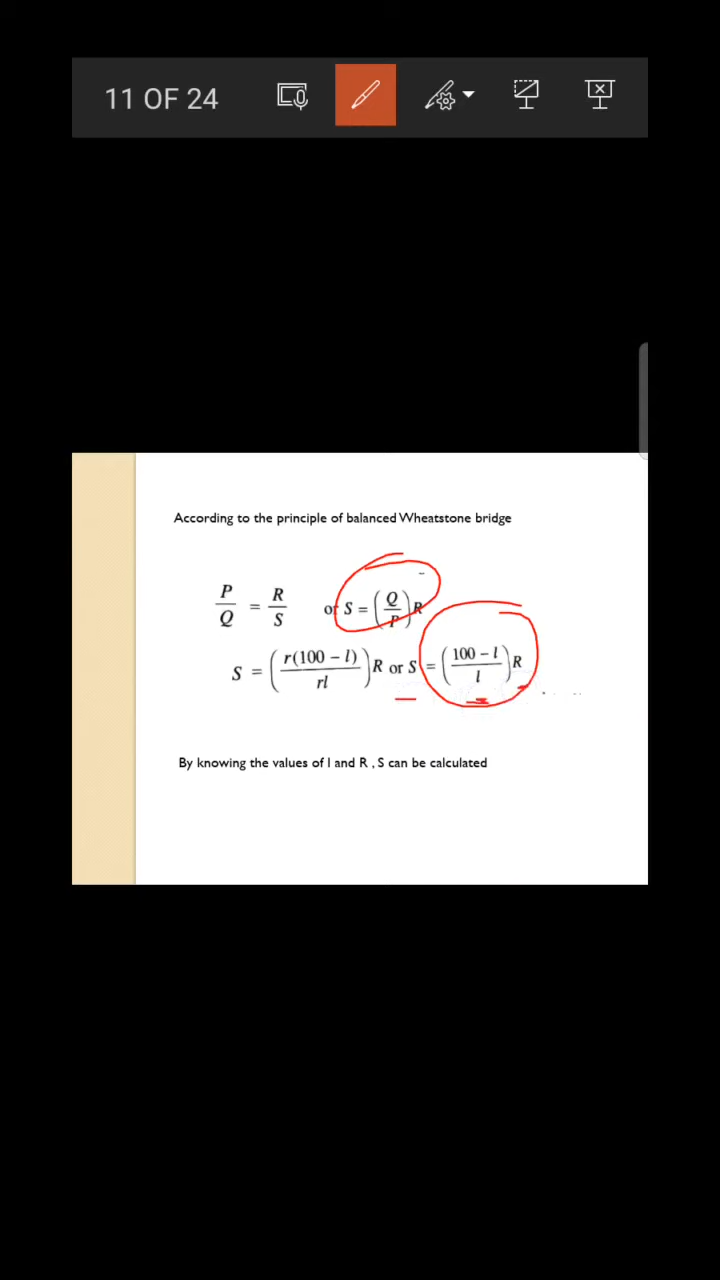 11 OF 24
According to the principle of balanced Wheatstone bridge
P/Q = R/S or S = (Q/P)R
S = (r(100 − l)/rl)R or S = (100 − l/l)R
By knowing the values of l and R , S can be calculated